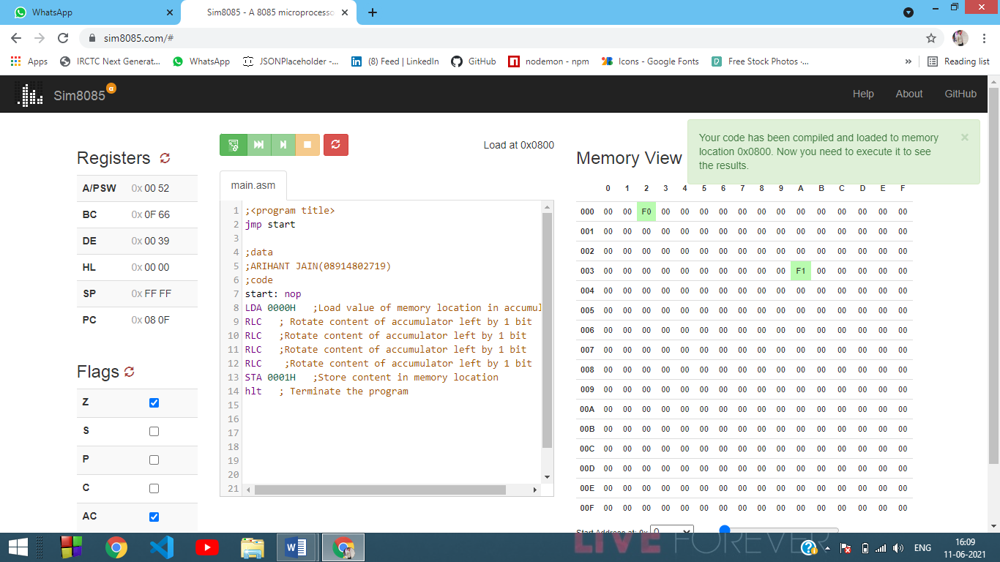 WhatsApp
Sim8085 - A 8085 microprocesso
sim8085.com/#
Apps IRCTC Next Generat... WhatsApp JSONPlaceholder -... (8) Feed | LinkedIn GitHub nodemon - npm Icons - Google Fonts Free Stock Photos ·... » Reading list
Sim8085 α Help About GitHub
Load at 0x0800
Your code has been compiled and loaded to memory
location 0x0800. Now you need to execute it to see
the results.
×
Registers
A/PSW 0x 00 52
BC 0x 0F 66
DE 0x 00 39
HL 0x 00 00
SP 0x FF FF
PC 0x 08 0F
Flags
Z
S
P
C
AC
main.asm
1 ;<program title>
2 jmp start
3
4 ;data
5 ;ARIHANT JAIN(08914802719)
6 ;code
7 start: nop
8 LDA 0000H ;Load value of memory location in accumul
9 RLC ; Rotate content of accumulator left by 1 bit
10 RLC ;Rotate content of accumulator left by 1 bit
11 RLC ;Rotate content of accumulator left by 1 bit
12 RLC ;Rotate content of accumulator left by 1 bit
13 STA 0001H ;Store content in memory location
14 hlt ; Terminate the program
15
16
17
18
19
20
21
Memory View
0 1 2 3 4 5 6 7 8 9 A B C D E F
000 00 00 F0 00 00 00 00 00 00 00 00 00 00 00 00 00
001 00 00 00 00 00 00 00 00 00 00 00 00 00 00 00 00
002 00 00 00 00 00 00 00 00 00 00 00 00 00 00 00 00
003 00 00 00 00 00 00 00 00 00 00 F1 00 00 00 00 00
004 00 00 00 00 00 00 00 00 00 00 00 00 00 00 00 00
005 00 00 00 00 00 00 00 00 00 00 00 00 00 00 00 00
006 00 00 00 00 00 00 00 00 00 00 00 00 00 00 00 00
007 00 00 00 00 00 00 00 00 00 00 00 00 00 00 00 00
008 00 00 00 00 00 00 00 00 00 00 00 00 00 00 00 00
009 00 00 00 00 00 00 00 00 00 00 00 00 00 00 00 00
00A 00 00 00 00 00 00 00 00 00 00 00 00 00 00 00 00
00B 00 00 00 00 00 00 00 00 00 00 00 00 00 00 00 00
00C 00 00 00 00 00 00 00 00 00 00 00 00 00 00 00 00
00D 00 00 00 00 00 00 00 00 00 00 00 00 00 00 00 00
00E 00 00 00 00 00 00 00 00 00 00 00 00 00 00 00 00
00F 00 00 00 00 00 00 00 00 00 00 00 00 00 00 00 00
Start Address at: 0x 0
LIVE FOREVER
ENG
16:09
11-06-2021